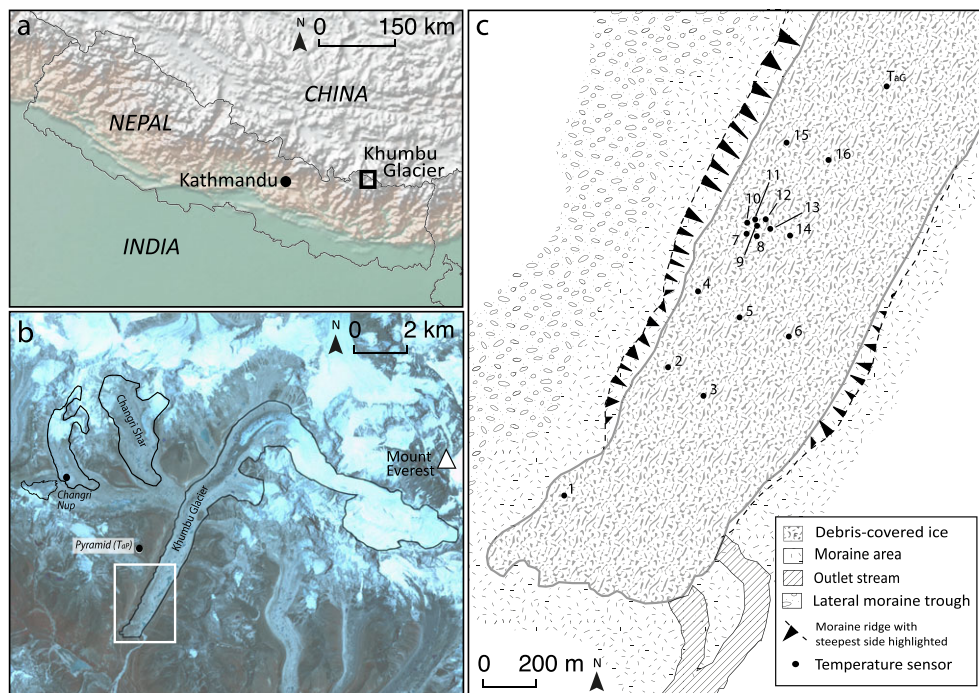 a
N
0 150 km
CHINA
NEPAL
Khumbu
Glacier
Kathmandu
INDIA
b
N
0 2 km
Changri Shar
Mount
Everest
Changri
Nup
Khumbu Glacier
Pyramid (TaP)
c
TaG
15
16
11
10
12
13
7
8
14
9
4
5
6
2
3
1
Debris-covered ice
Moraine area
Outlet stream
Lateral moraine trough
Moraine ridge with
steepest side highlighted
Temperature sensor
0 200 m
N